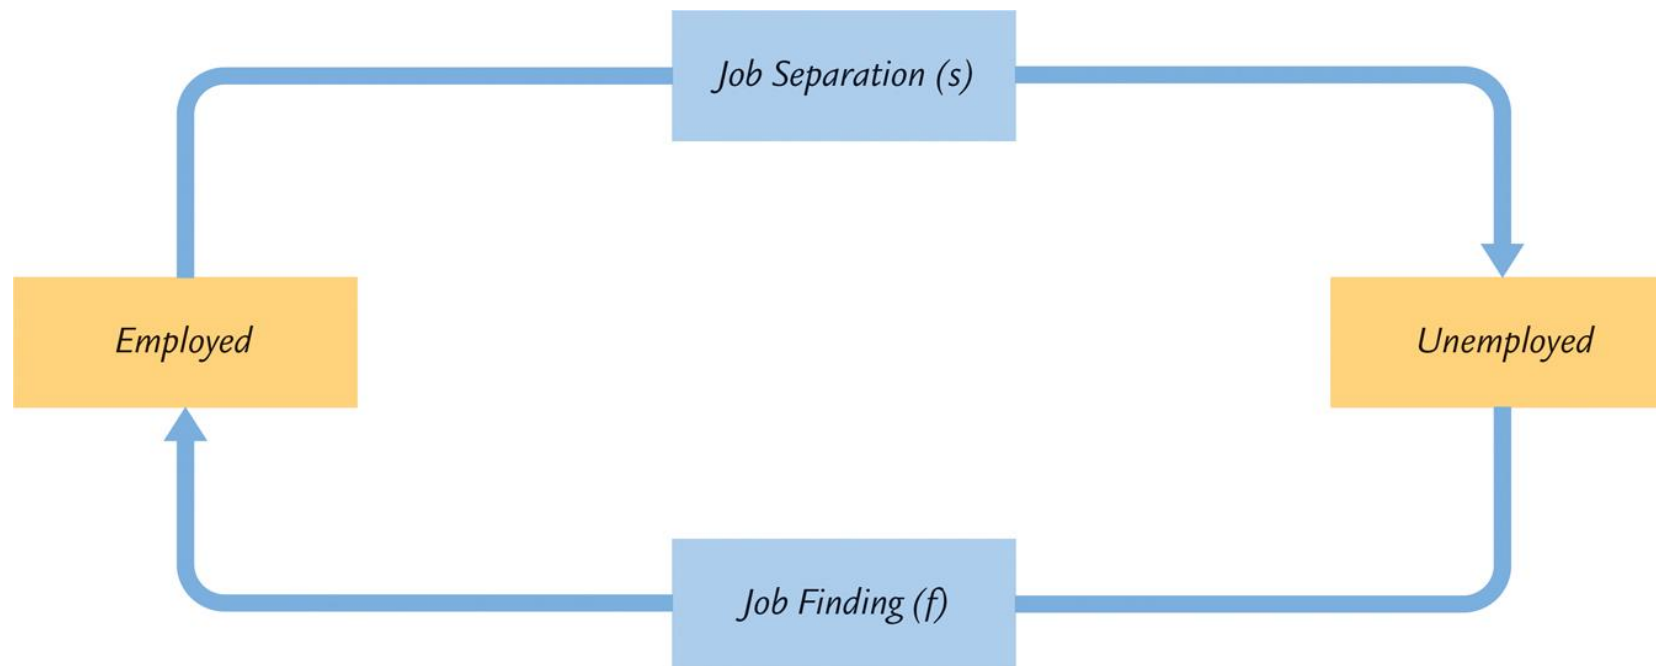 Job Separation (s)
Employed
Unemployed
Job Finding (f)